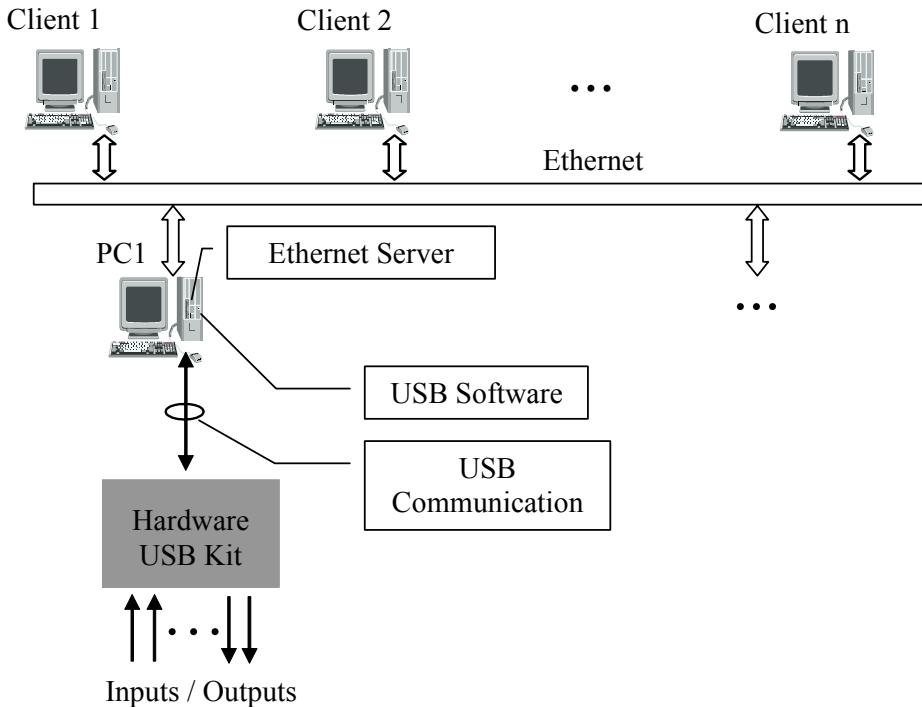 Client 1
Client 2
Client n
Ethernet
PC1
Ethernet Server
USB Software
USB
Communication
Hardware
USB Kit
Inputs / Outputs